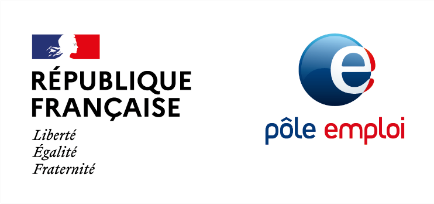 RÉPUBLIQUE
FRANÇAISE
Liberté
Égalité
Fraternité
e
pôle emploi